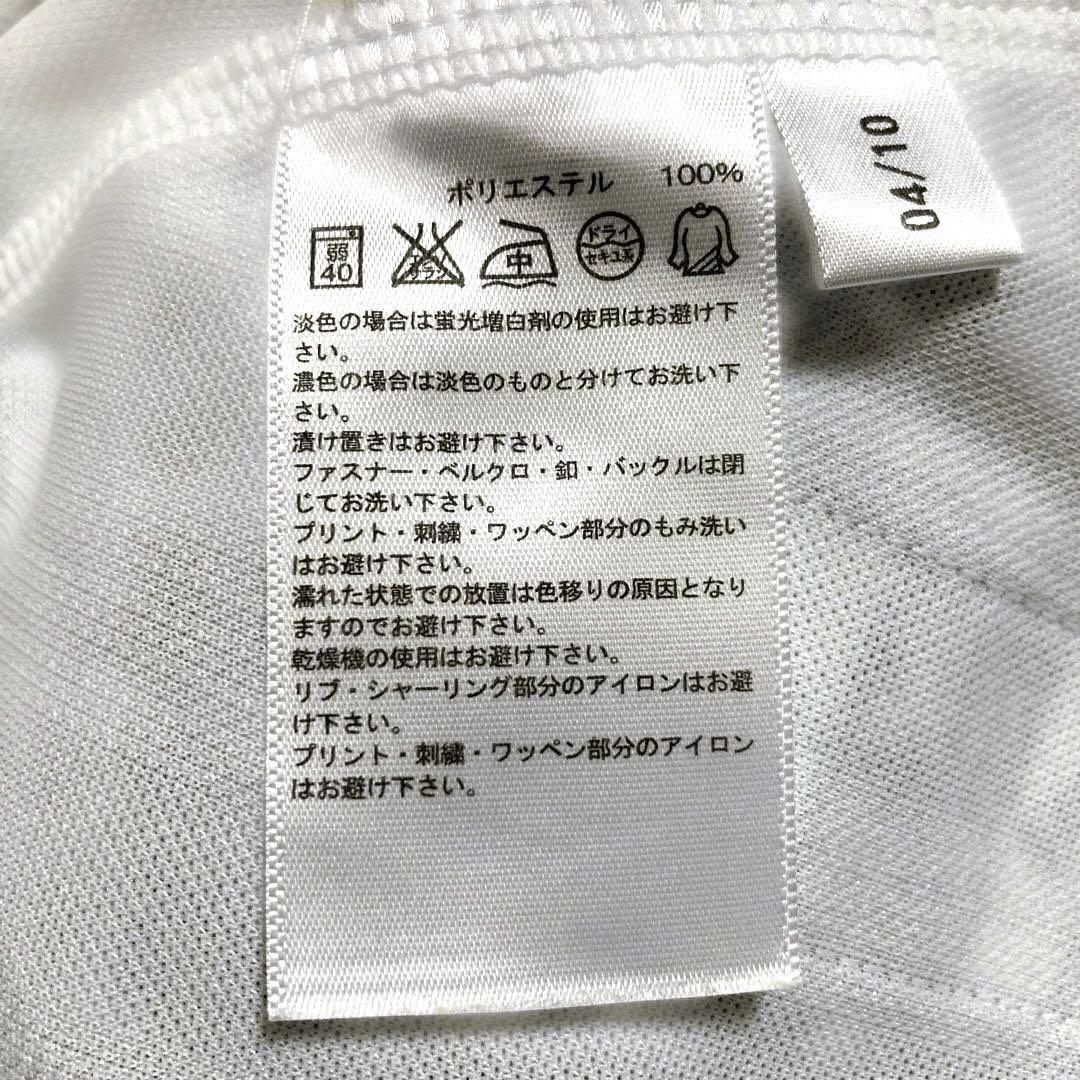 ポリエステル 100%
弱
40
エンソ
サラシ
中
ドライ
セキユ系
淡色の場合は蛍光増白剤の使用はお避け下
さい。
濃色の場合は淡色のものと分けてお洗い下
さい。
漬け置きはお避け下さい。
ファスナー・ベルクロ・釦・バックルは閉
じてお洗い下さい。
プリント・刺繍・ワッペン部分のもみ洗い
はお避け下さい。
濡れた状態での放置は色移りの原因となり
ますのでお避け下さい。
乾燥機の使用はお避け下さい。
リブ・シャーリング部分のアイロンはお避
け下さい。
プリント・刺繍・ワッペン部分のアイロン
はお避け下さい。
04/10